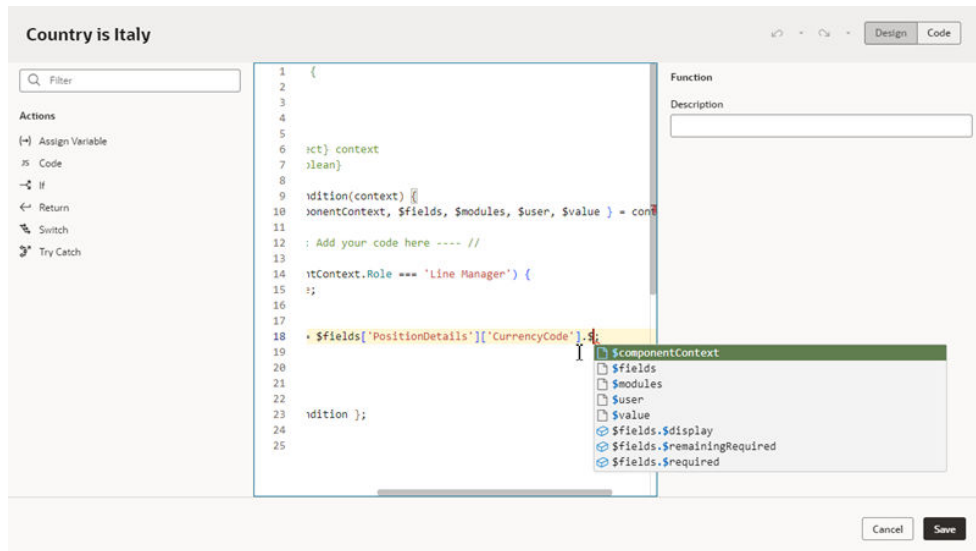 Country is Italy
Design
Code
Filter
Actions
Assign Variable
JS Code
If
Return
Switch
Try Catch
1 {
2
3
4
5
6 ect} context
7 olean}
8
9 ndition(context) {
10 ponentContext, $fields, $modules, $user, $value } = con
11
12 : Add your code here ---- //
13
14 ntContext.Role === 'Line Manager') {
15 e;
16
17
18 $fields['PositionDetails']['CurrencyCode'].$;
19
20
21
22
23 ndition };
24
25
$componentContext
$fields
$modules
$user
$value
$fields.$display
$fields.$remainingRequired
$fields.$required
Function
Description
Cancel
Save